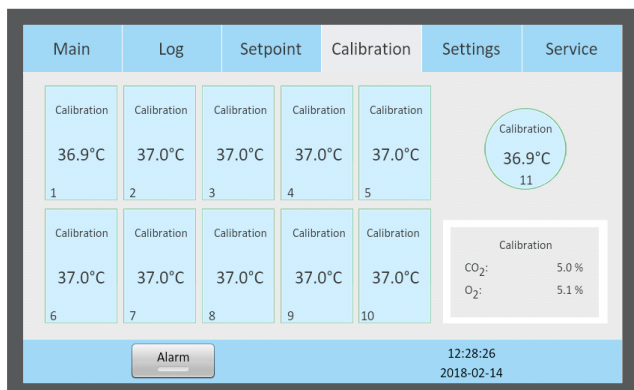 Main Log Setpoint Calibration Settings Service
Calibration Calibration Calibration Calibration Calibration
36.9°C 37.0°C 37.0°C 37.0°C 37.0°C
1 2 3 4 5
Calibration
36.9°C
11
Calibration Calibration Calibration Calibration Calibration
37.0°C 37.0°C 37.0°C 37.0°C 37.0°C
6 7 8 9 10
Calibration
CO₂: 5.0 %
O₂: 5.1 %
Alarm
12:28:26
2018-02-14